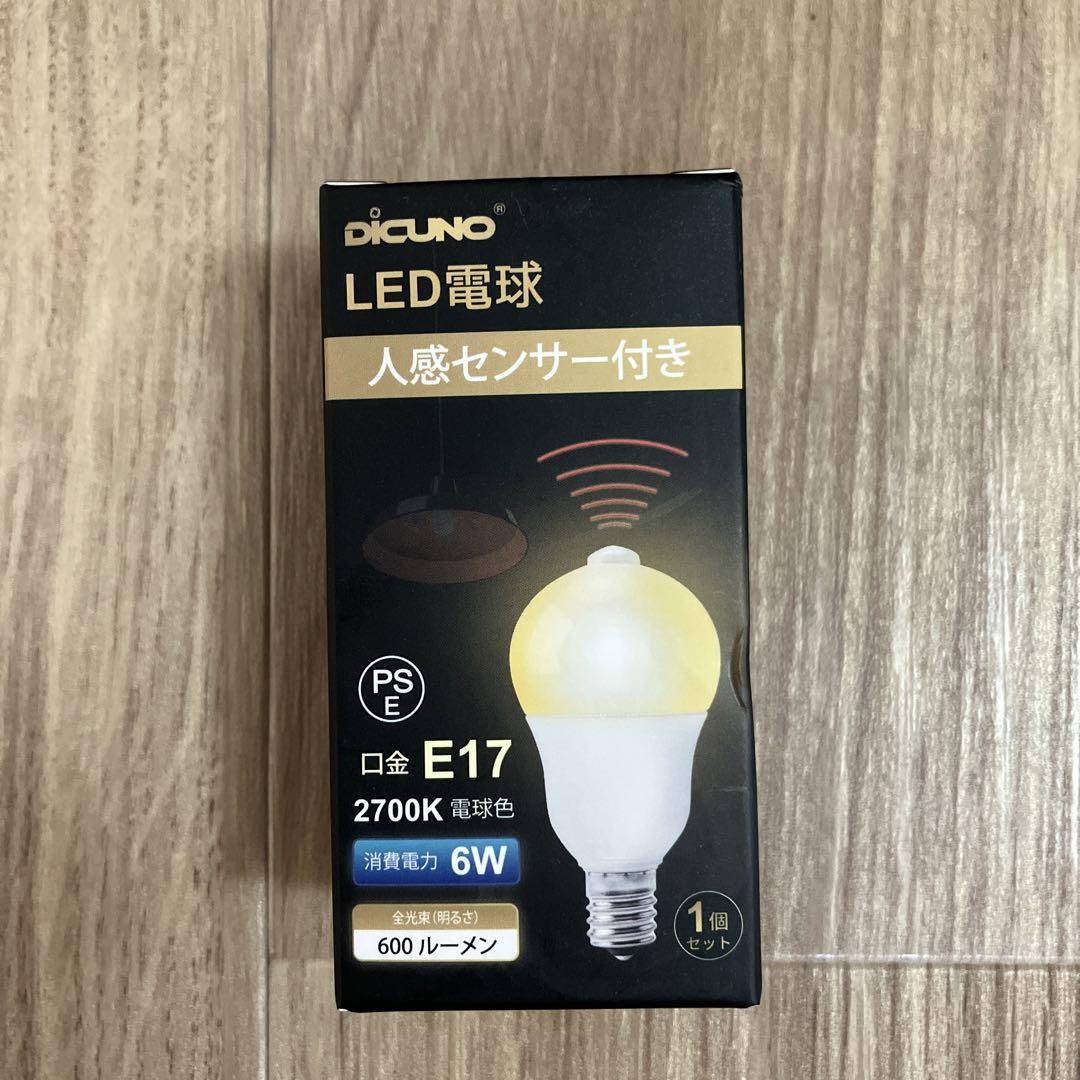 DiCUNO®
LED電球
人感センサー付き
PS
E
口金 E17
2700K 電球色
消費電力 6W
全光束(明るさ)
600 ルーメン
1個
セット